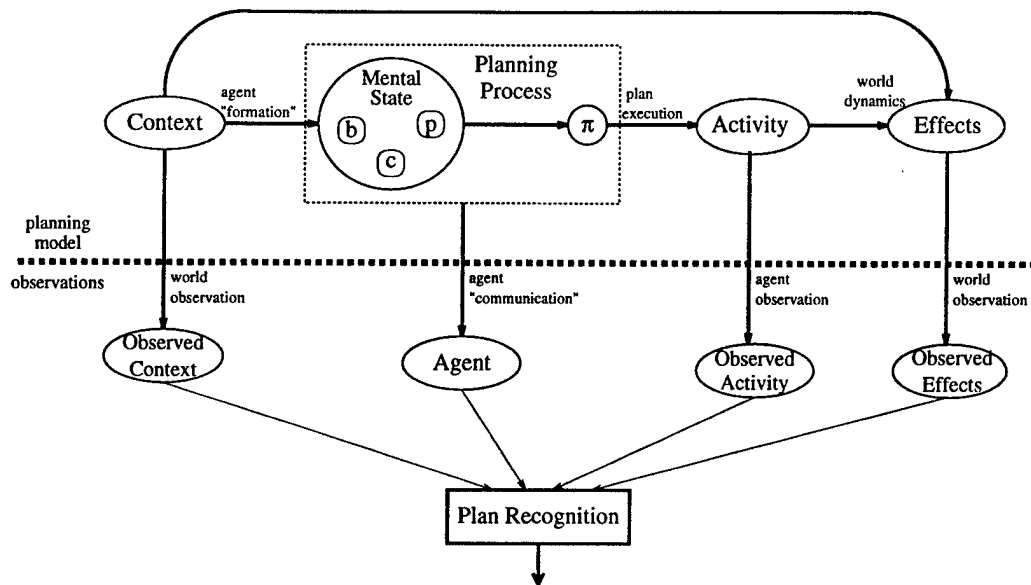 Mental
State
Planning
Process
agent
"formation"
plan
execution
world
dynamics
Context
b
p
c
π
Activity
Effects
planning
model
observations
world
observation
agent
"communication"
agent
observation
world
observation
Observed
Context
Agent
Observed
Activity
Observed
Effects
Plan Recognition